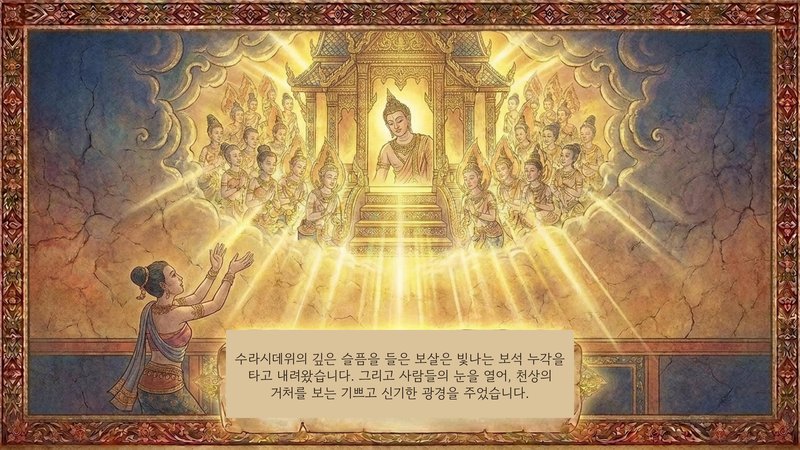 수라시데위의 깊은 슬픔을 들은 보살은 빛나는 보석 누각을
타고 내려왔습니다. 그리고 사람들의 눈을 열어, 천상의
거처를 보는 기쁘고 신기한 광경을 주었습니다.